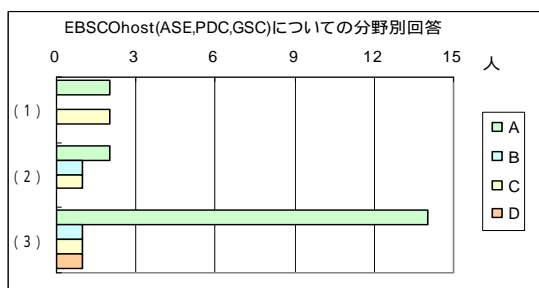 EBSCOhost(ASE,PDC,GSC)についての分野別回答
0 3 6 9 12 15
人
(1)
(2)
(3)
A
B
C
D